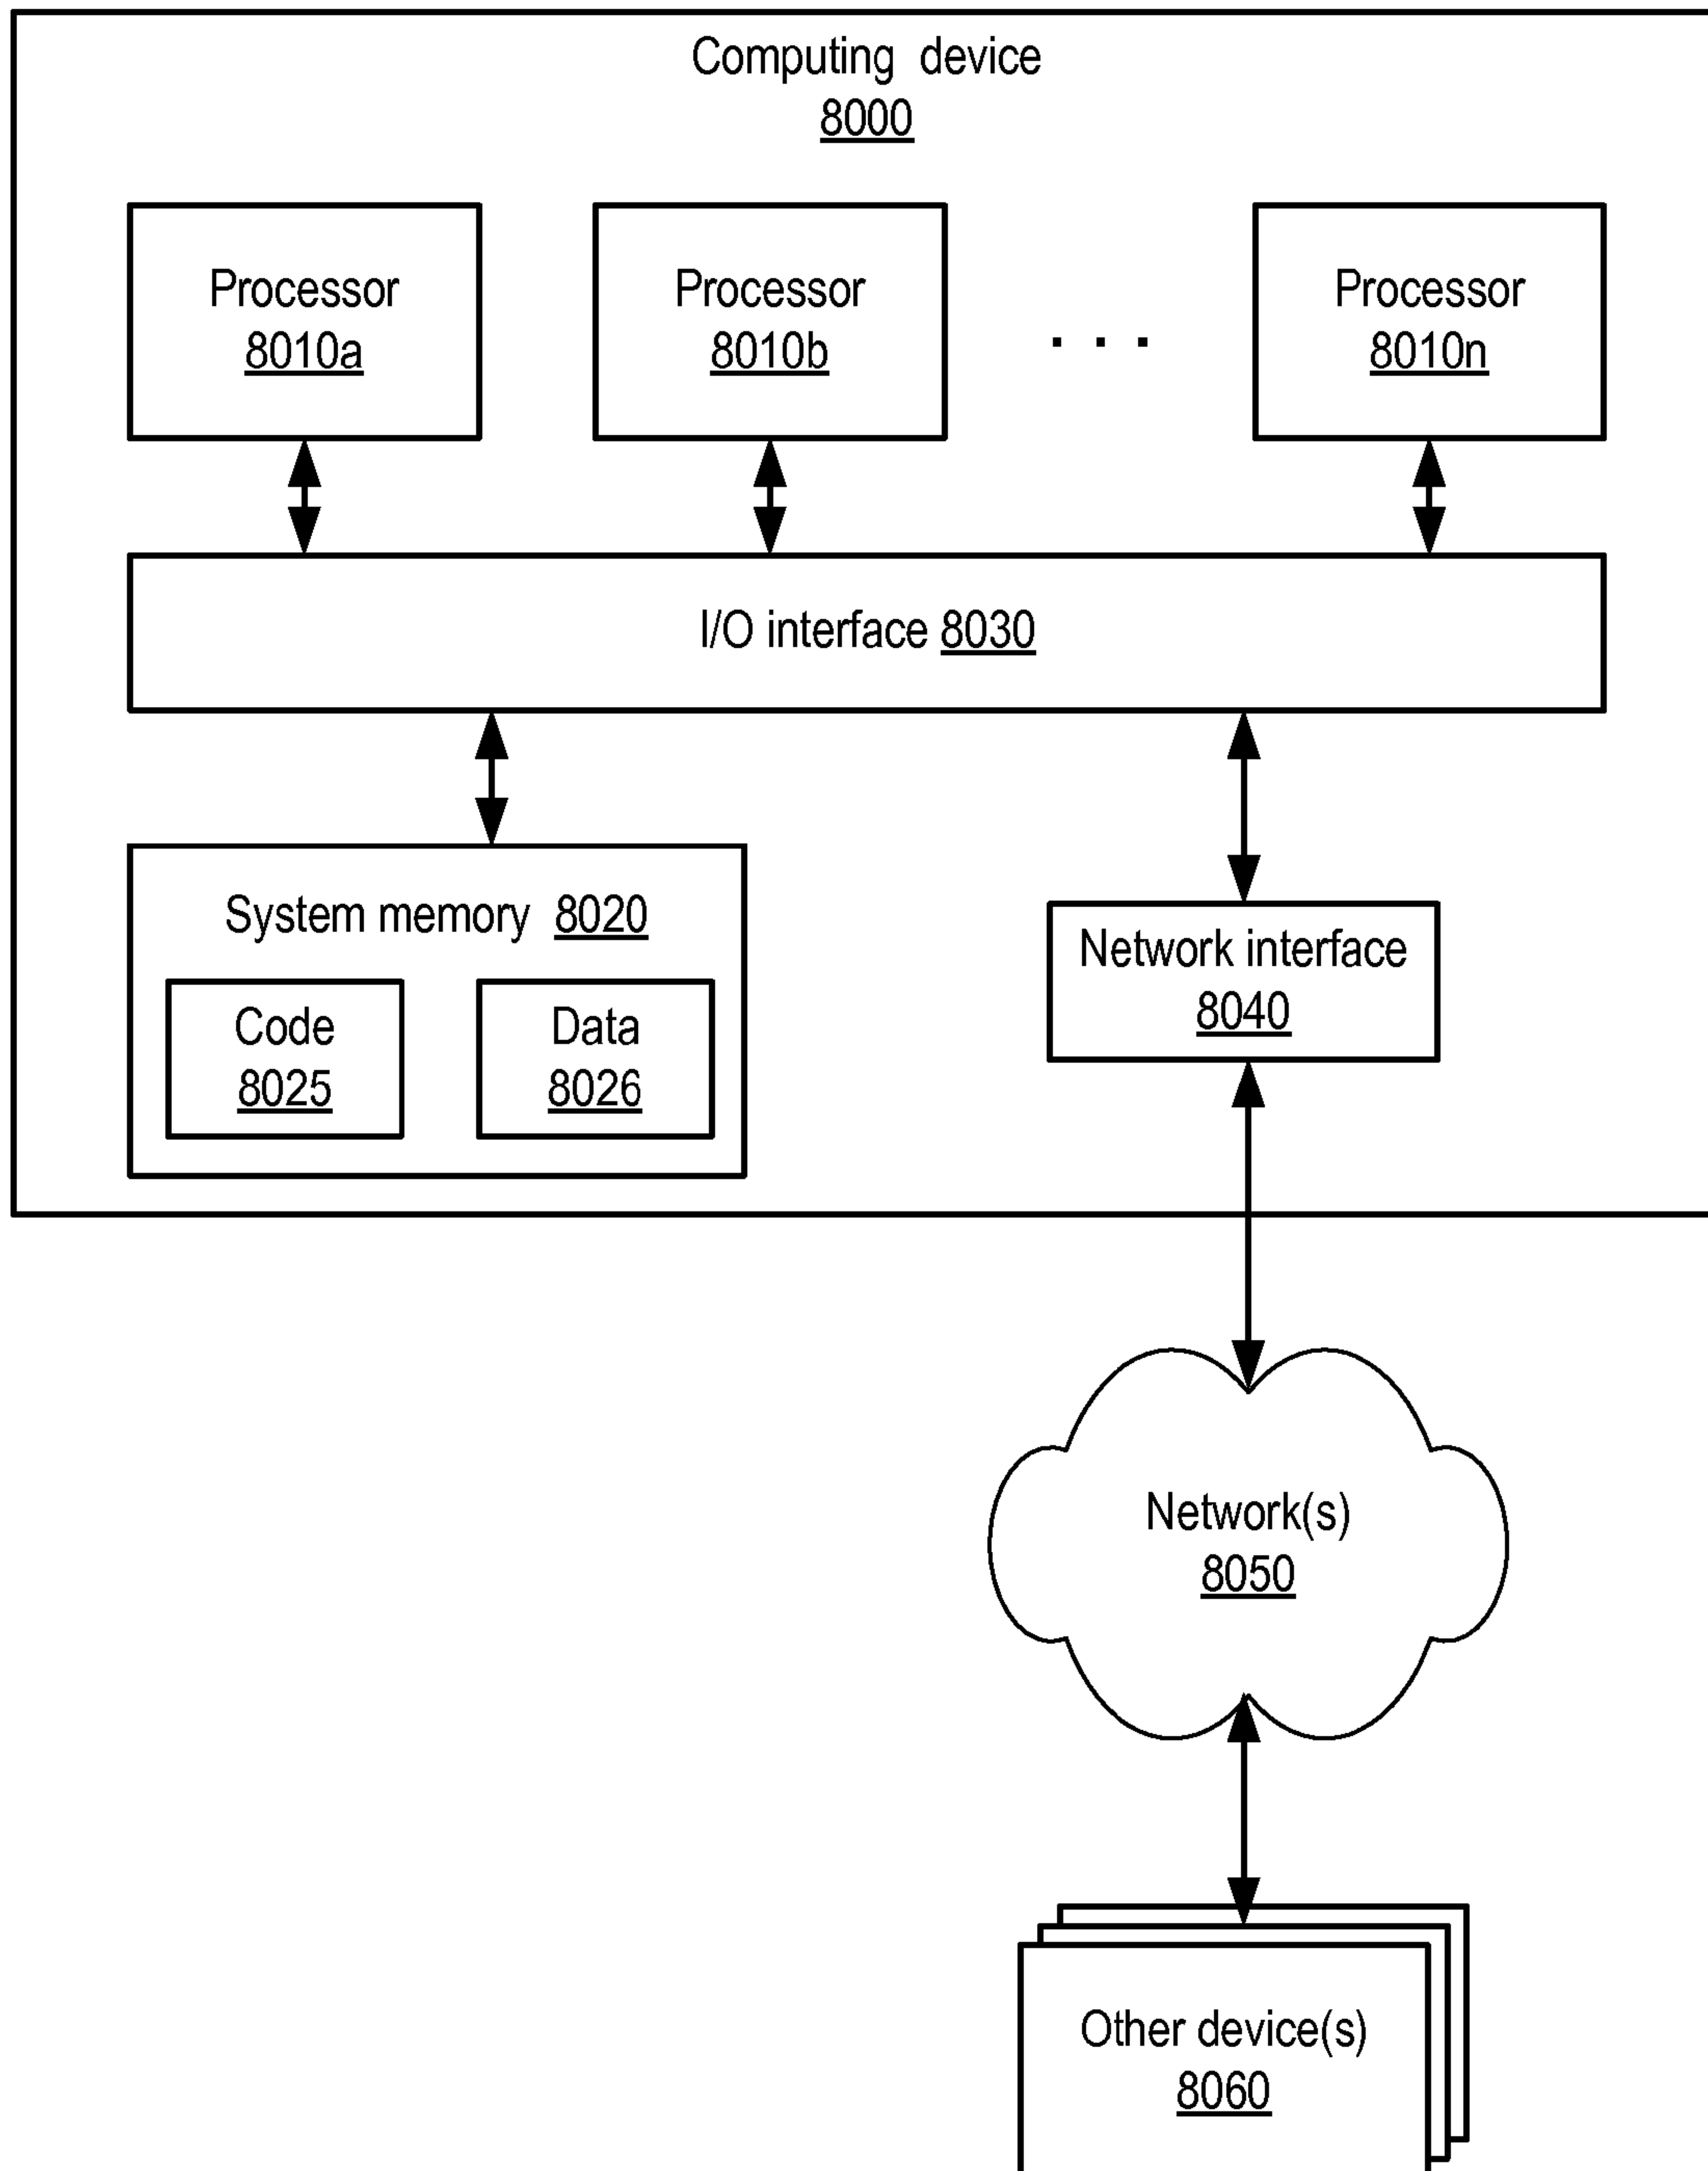 Computing device
8000
Processor
8010a
Processor
8010b
. . .
Processor
8010n
I/O interface 8030
System memory 8020
Code
8025
Data
8026
Network interface
8040
Network(s)
8050
Other device(s)
8060